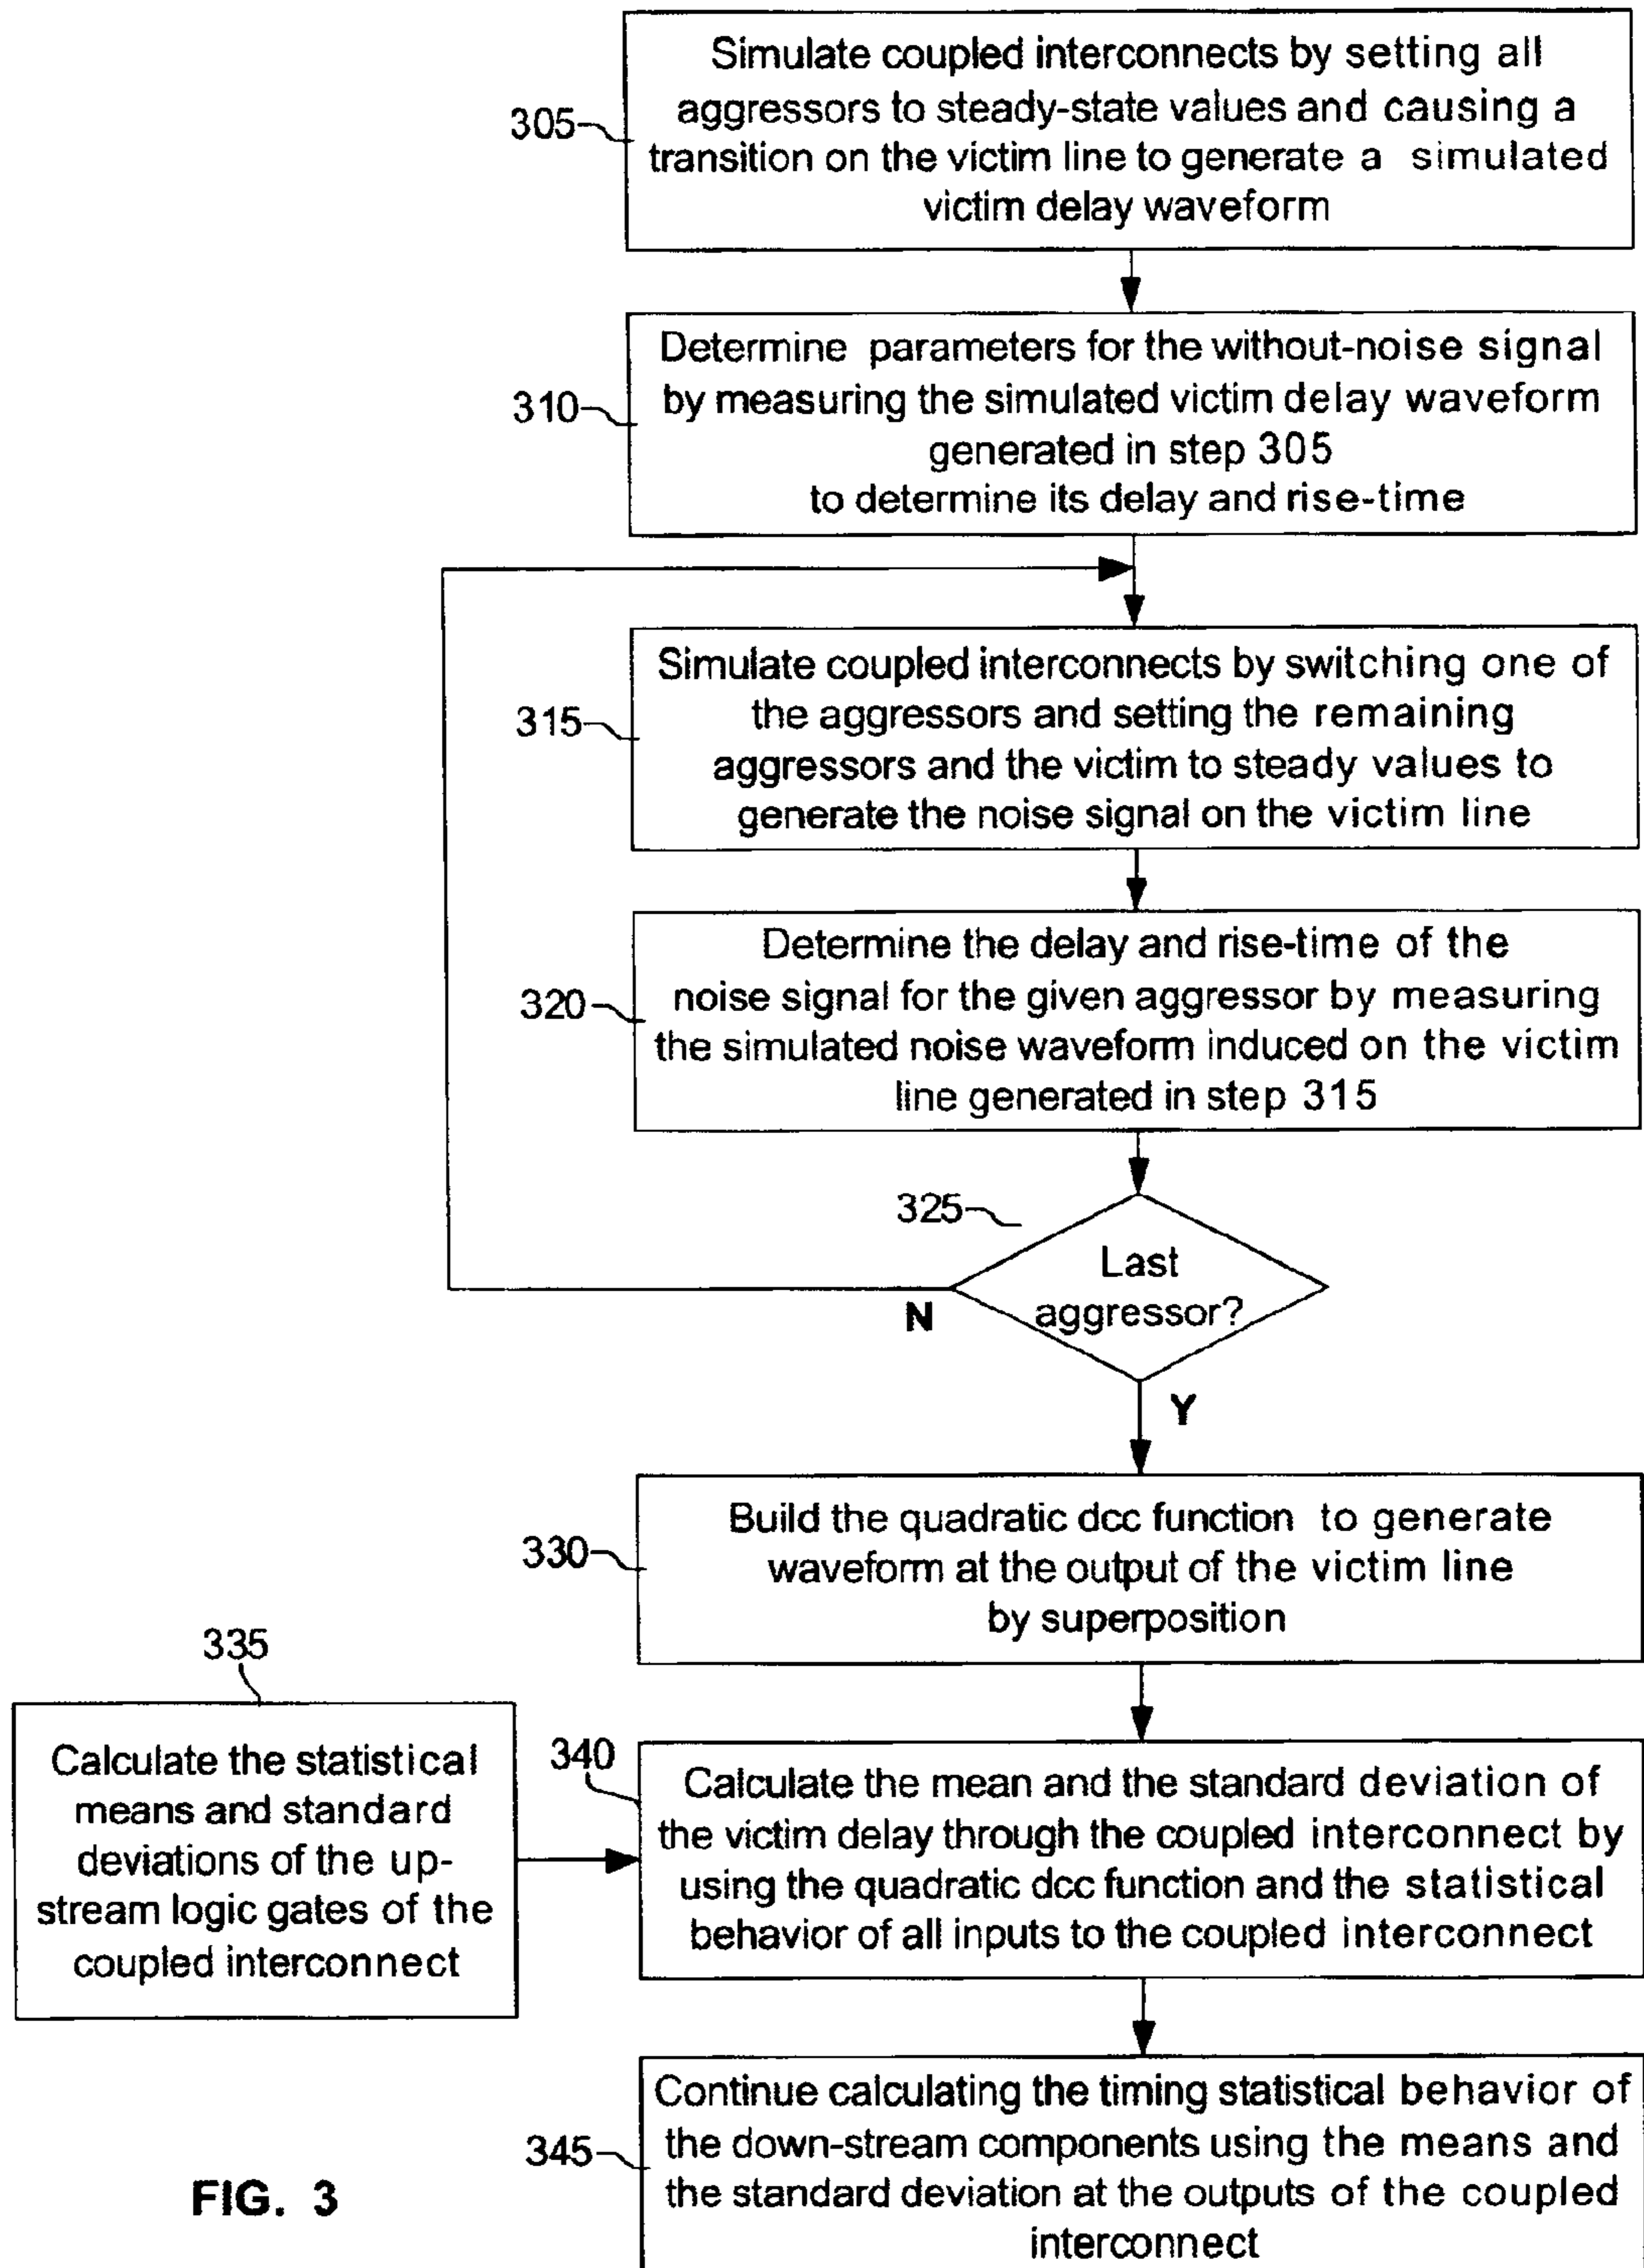 305
Simulate coupled interconnects by setting all
aggressors to steady-state values and causing a
transition on the victim line to generate a simulated
victim delay waveform
310
Determine parameters for the without-noise signal
by measuring the simulated victim delay waveform
generated in step 305
to determine its delay and rise-time
315
Simulate coupled interconnects by switching one of
the aggressors and setting the remaining
aggressors and the victim to steady values to
generate the noise signal on the victim line
320
Determine the delay and rise-time of the
noise signal for the given aggressor by measuring
the simulated noise waveform induced on the victim
line generated in step 315
325
Last
aggressor?
N
Y
330
Build the quadratic dcc function to generate
waveform at the output of the victim line
by superposition
335
Calculate the statistical
means and standard
deviations of the up-
stream logic gates of the
coupled interconnect
340
Calculate the mean and the standard deviation of
the victim delay through the coupled interconnect by
using the quadratic dcc function and the statistical
behavior of all inputs to the coupled interconnect
345
Continue calculating the timing statistical behavior of
the down-stream components using the means and
the standard deviation at the outputs of the coupled
interconnect
FIG. 3